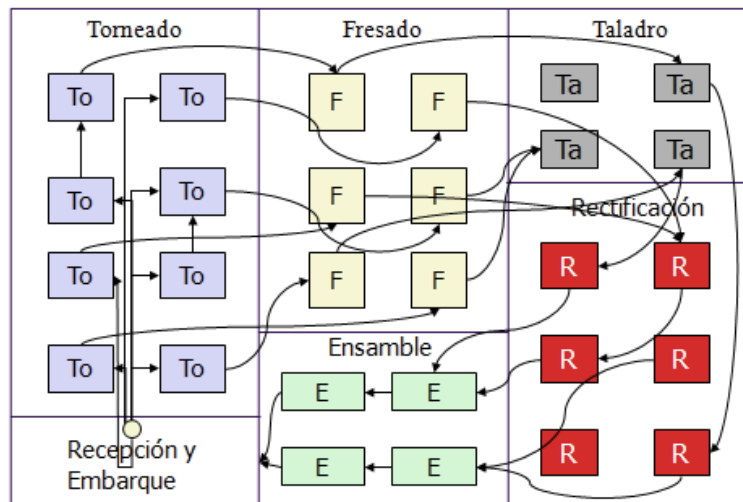 Torneado
Fresado
Taladro
To
To
F
F
Ta
Ta
Ta
Ta
To
To
F
F
Rectificación
To
To
F
F
R
R
Ensamble
To
To
E
E
R
R
Recepción y
Embarque
E
E
R
R